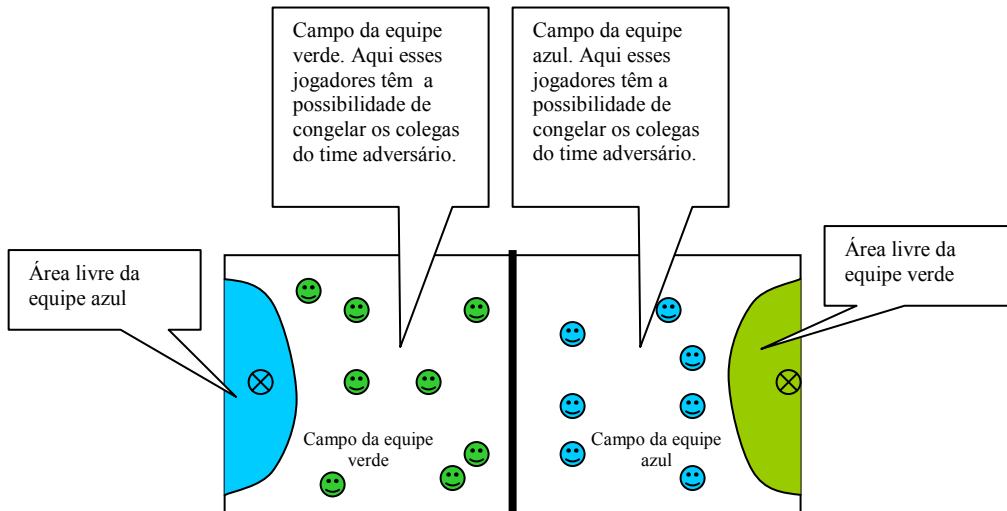 Campo da equipe
verde. Aqui esses
jogadores têm a
possibilidade de
congelar os colegas
do time adversário.
Campo da equipe
azul. Aqui esses
jogadores têm a
possibilidade de
congelar os colegas
do time adversário.
Área livre da
equipe azul
Área livre da
equipe verde
Campo da equipe
verde
Campo da equipe
azul